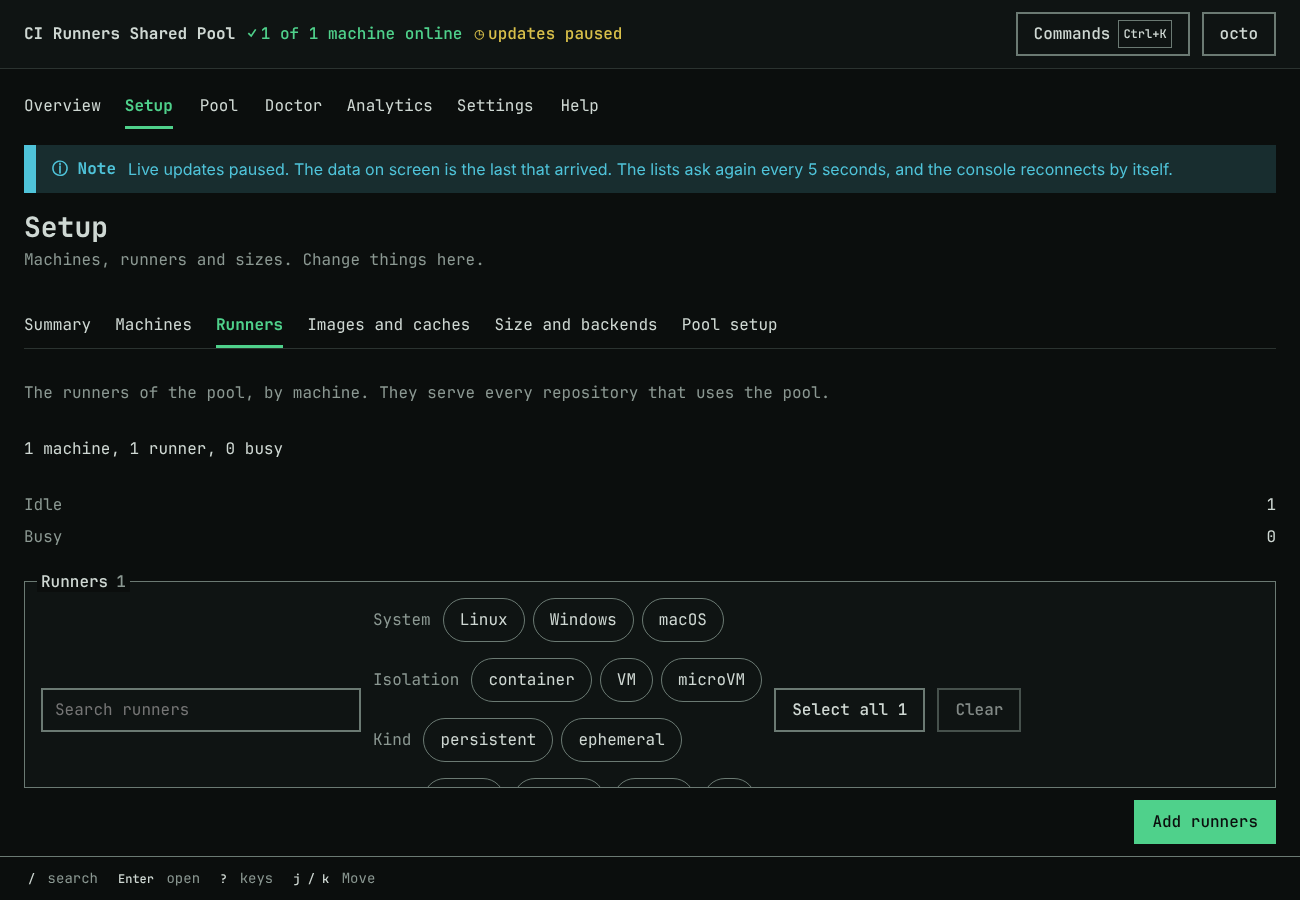 CI Runners Shared Pool ✓1 of 1 machine online ◷updates paused Commands Ctrl+K octo
Overview Setup Pool Doctor Analytics Settings Help
ⓘ Note Live updates paused. The data on screen is the last that arrived. The lists ask again every 5 seconds, and the console reconnects by itself.
Setup
Machines, runners and sizes. Change things here.
Summary Machines Runners Images and caches Size and backends Pool setup
The runners of the pool, by machine. They serve every repository that uses the pool.
1 machine, 1 runner, 0 busy
Idle 1
Busy 0
Runners 1
System Linux Windows macOS
Isolation container VM microVM
Search runners Select all 1 Clear
Kind persistent ephemeral
Add runners
/ search Enter open ? keys j / k Move